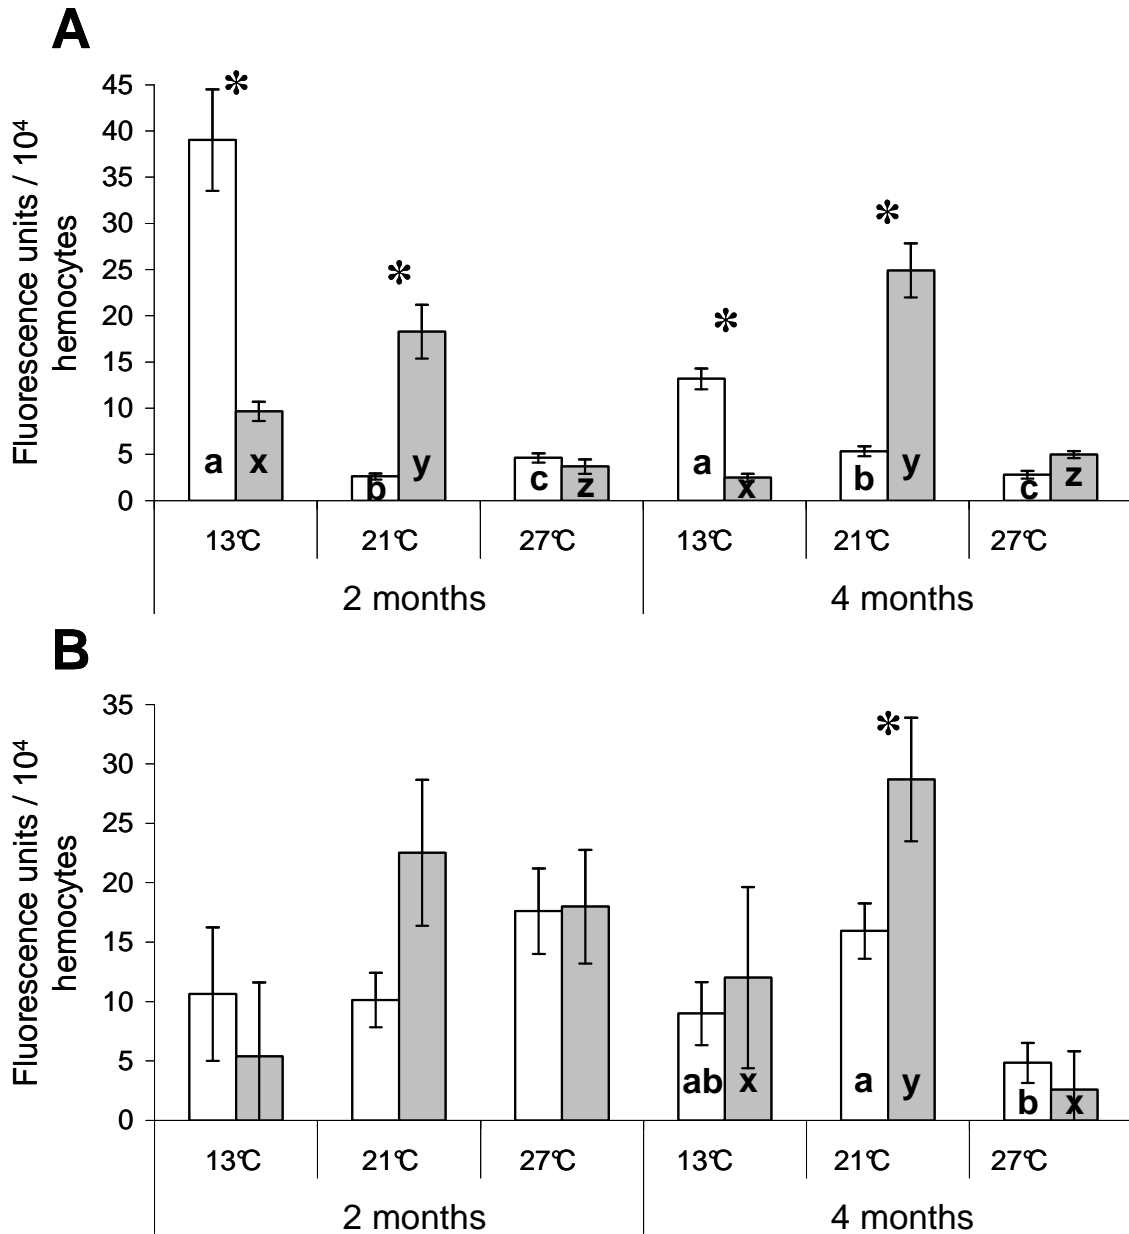 A
Fluorescence units / 10⁴
hemocytes
45
40
35
30
25
20
15
10
5
0
*
*
*
*
a
x
b
y
c
z
a
x
b
y
c
z
13°C
21°C
27°C
13°C
21°C
27°C
2 months
4 months
B
Fluorescence units / 10⁴
hemocytes
35
30
25
20
15
10
5
0
*
ab
x
a
y
b
x
13°C
21°C
27°C
13°C
21°C
27°C
2 months
4 months